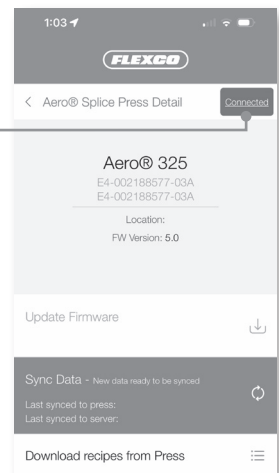 1:03
FLEXCO
Aero® Splice Press Detail Connected
Aero® 325
E4-002188577-03A
E4-002188577-03A
Location:
FW Version: 5.0
Update Firmware
Sync Data - New data ready to be synced
Last synced to press:
Last synced to server:
Download recipes from Press